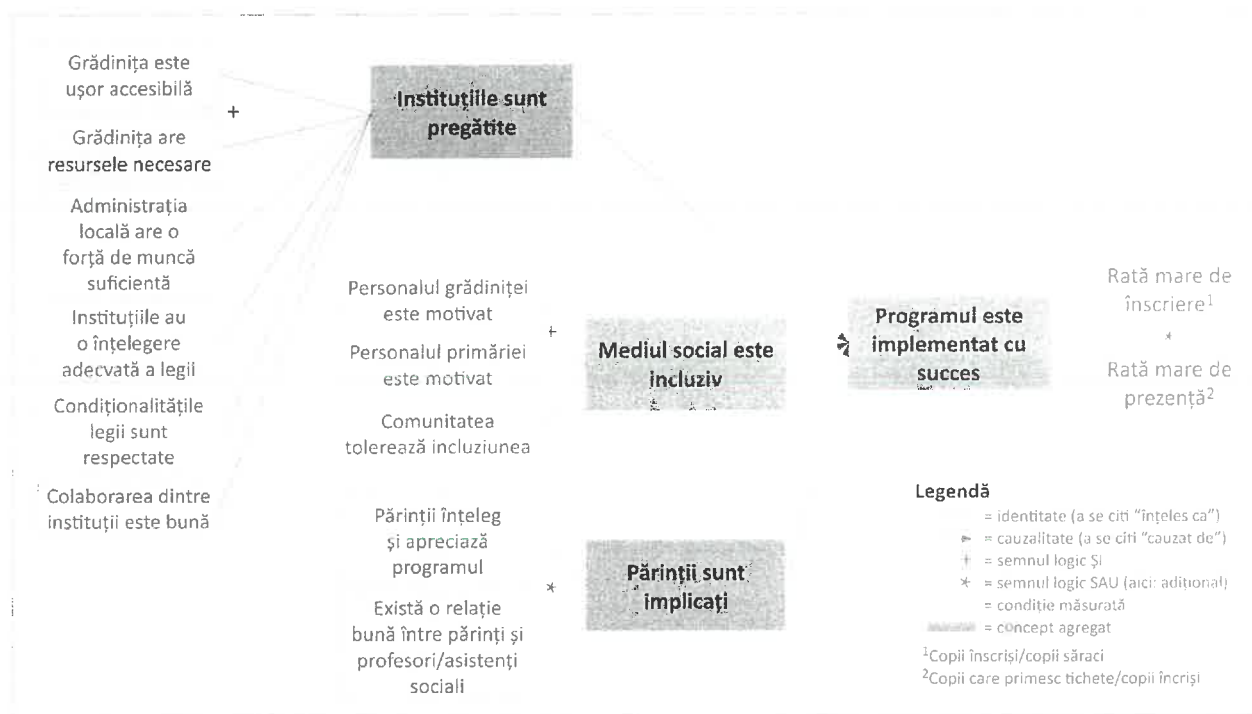 Grădinița este
ușor accesibilă
+
Grădinița are
resursele necesare
Administrația
locală are o
forță de muncă
suficientă
Instituțiile au
o înțelegere
adecvată a legii
Condiționalitățile
legii sunt
respectate
Colaborarea dintre
instituții este bună
Instituțiile sunt
pregătite
Personalul grădiniței
este motivat
+
Personalul primăriei
este motivat
Comunitatea
tolerează incluziunea
Mediul social este
incluziv
Părinții înțeleg
și apreciază
programul
*
Există o relație
bună între părinți și
profesori/asistenți
sociali
Părinții sunt
implicați
Programul este
implementat cu
succes
Rată mare de
înscriere¹
*
Rată mare de
prezență²
Legendă
= identitate (a se citi "înțeles ca")
= cauzalitate (a se citi "cauzat de")
+ = semnul logic ȘI
* = semnul logic SAU (aici: adițional)
= condiție măsurată
= concept agregat
¹Copii înscriși/copii săraci
²Copii care primesc tichete/copii încriși